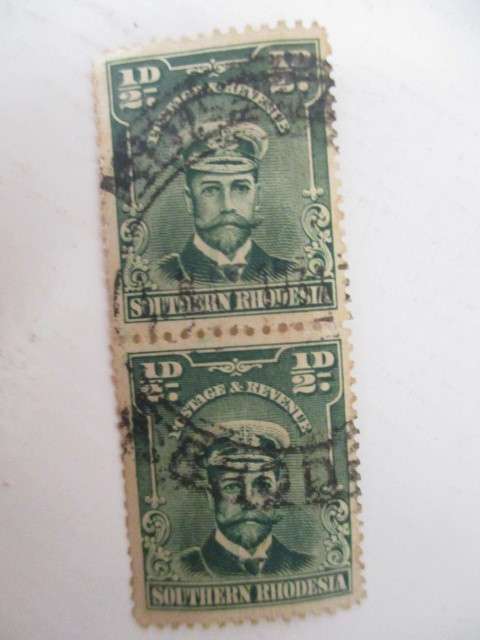 ½D. ½D.
POSTAGE & REVENUE
SOUTHERN RHODESIA
½D. ½D.
POSTAGE & REVENUE
SOUTHERN RHODESIA